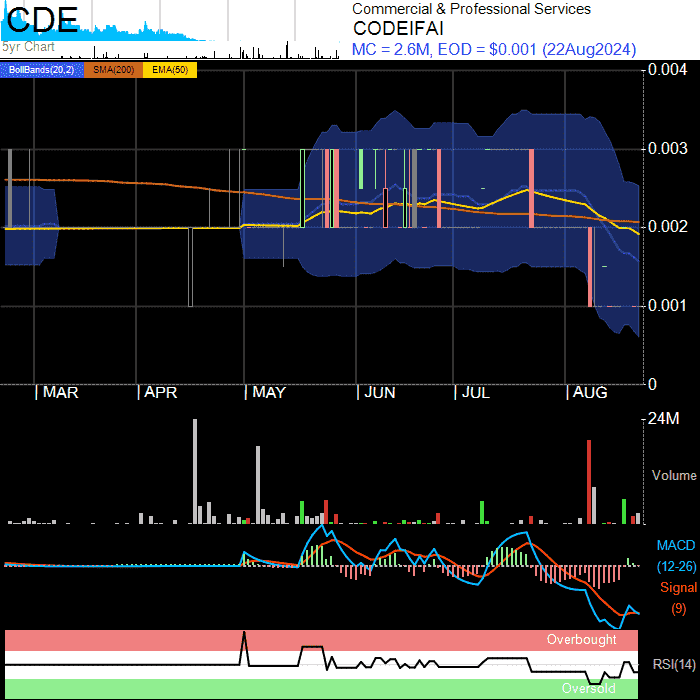 CDE
Commercial & Professional Services
CODEIFAI
5yr Chart
MC = 2.6M, EOD = $0.001 (22Aug2024)
BollBands(20,2) SMA(200) EMA(50)
0.004
0.003
0.002
0.001
0
MAR APR MAY JUN JUL AUG
24M
Volume
MACD
(12-26)
Signal
(9)
Overbought
RSI(14)
Oversold